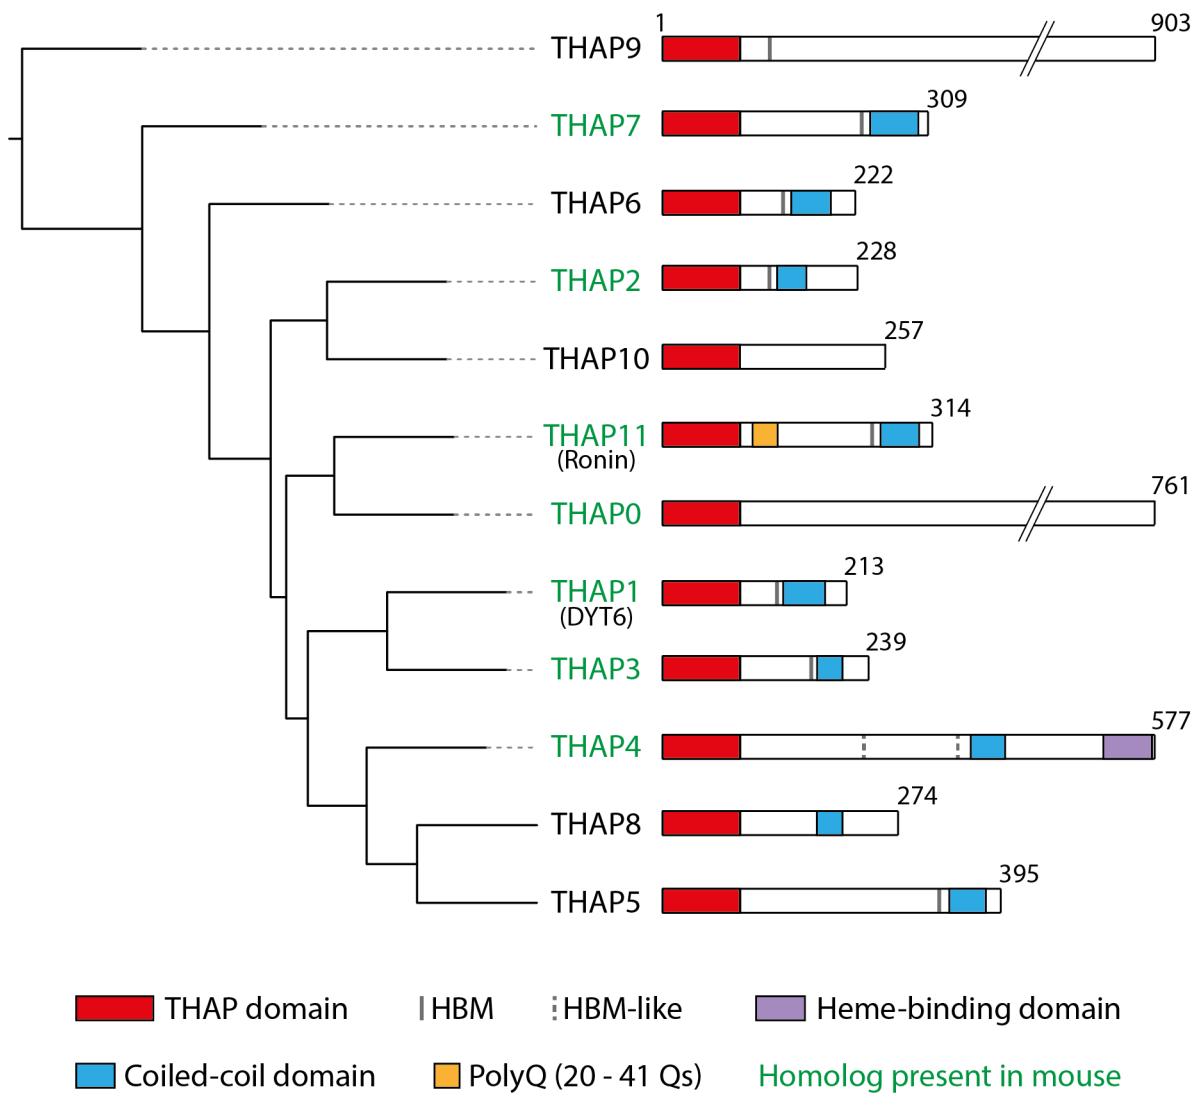 1 903
THAP9
309
THAP7
222
THAP6
228
THAP2
257
THAP10
314
THAP11
(Ronin)
761
THAP0
213
THAP1
(DYT6)
239
THAP3
577
THAP4
274
THAP8
395
THAP5
THAP domain HBM HBM-like Heme-binding domain
Coiled-coil domain PolyQ (20 - 41 Qs) Homolog present in mouse